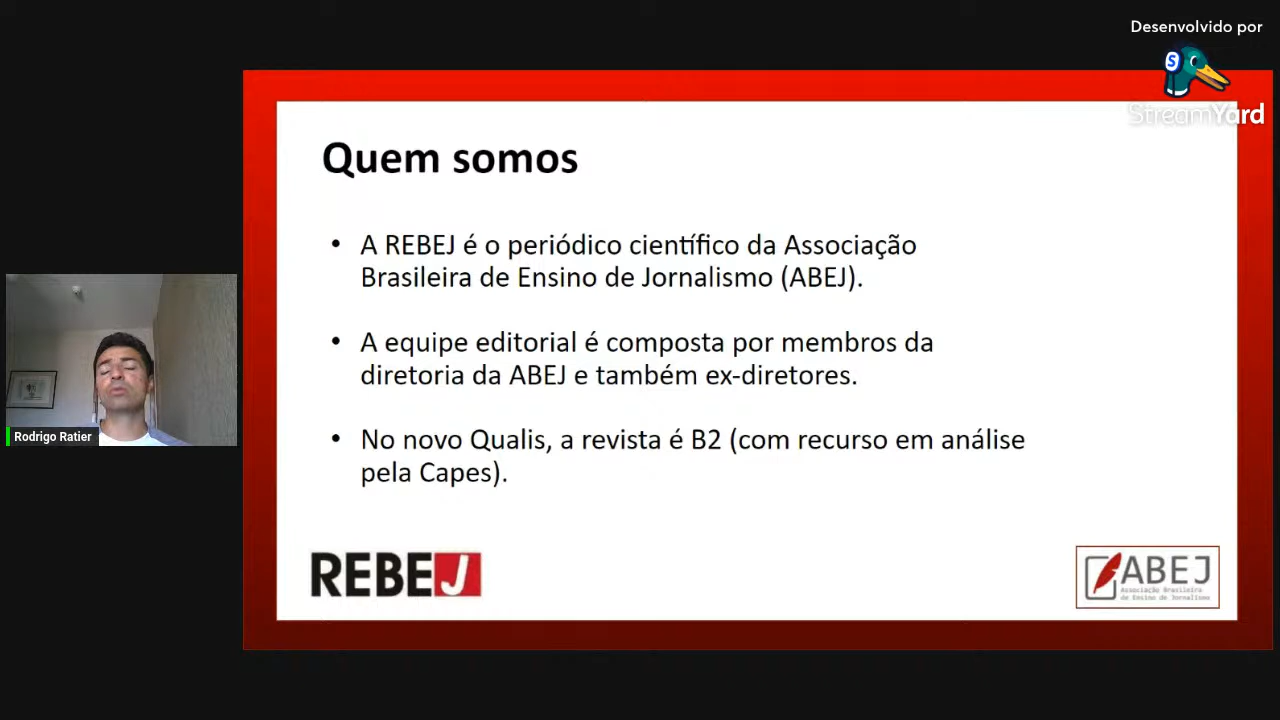 Desenvolvido por
StreamYard
Quem somos
• A REBEJ é o periódico científico da Associação
Brasileira de Ensino de Jornalismo (ABEJ).
• A equipe editorial é composta por membros da
diretoria da ABEJ e também ex-diretores.
• No novo Qualis, a revista é B2 (com recurso em análise
pela Capes).
Rodrigo Ratier
REBEJ
ABEJ
Associação Brasileira
de Ensino de Jornalismo